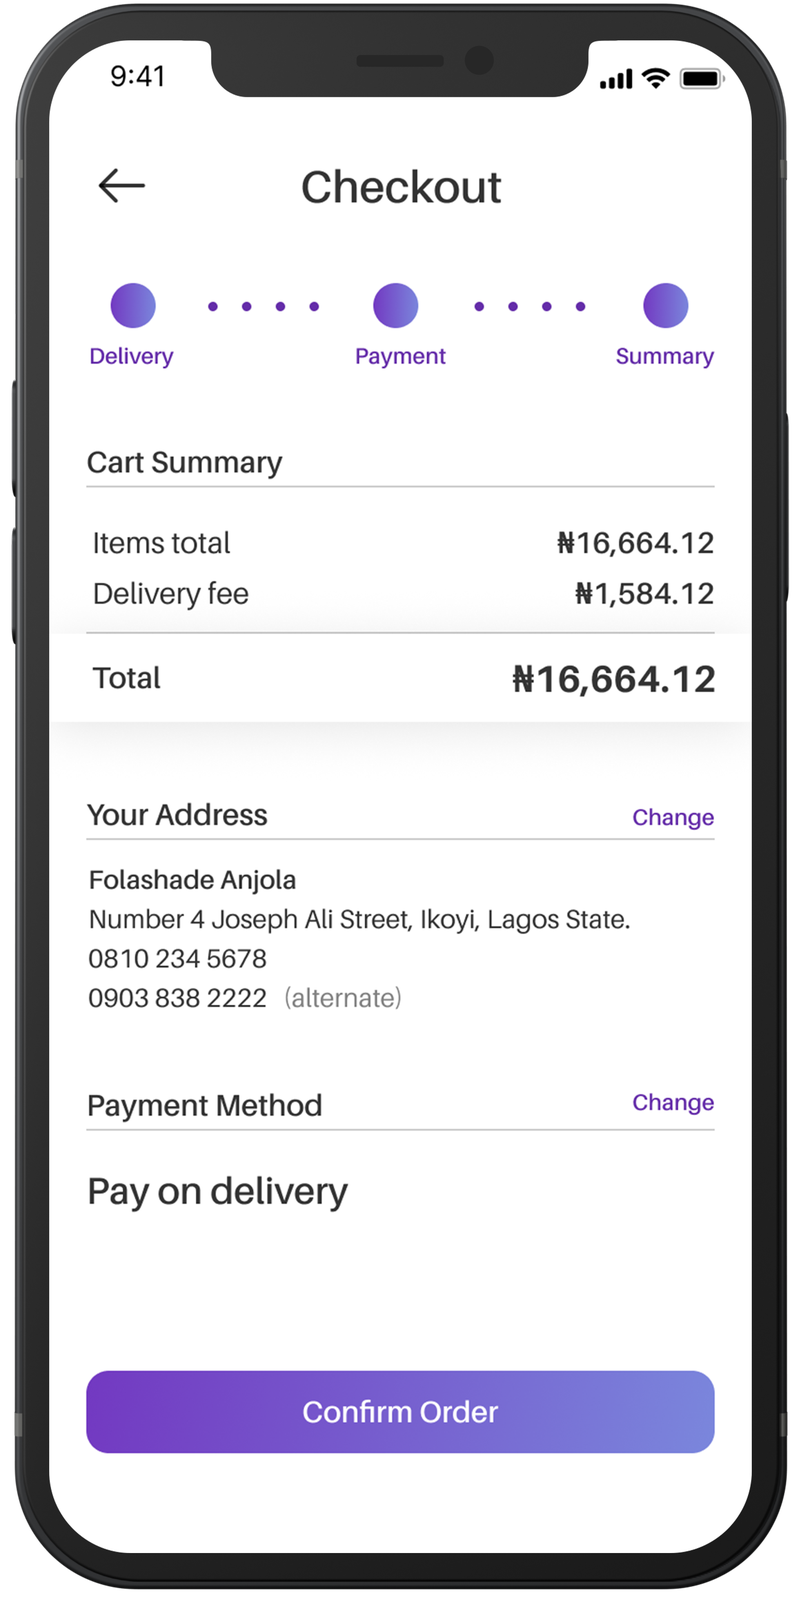 9:41
Checkout
Delivery Payment Summary
Cart Summary
Items total ₦16,664.12
Delivery fee ₦1,584.12
Total ₦16,664.12
Your Address Change
Folashade Anjola
Number 4 Joseph Ali Street, Ikoyi, Lagos State.
0810 234 5678
0903 838 2222 (alternate)
Payment Method Change
Pay on delivery
Confirm Order